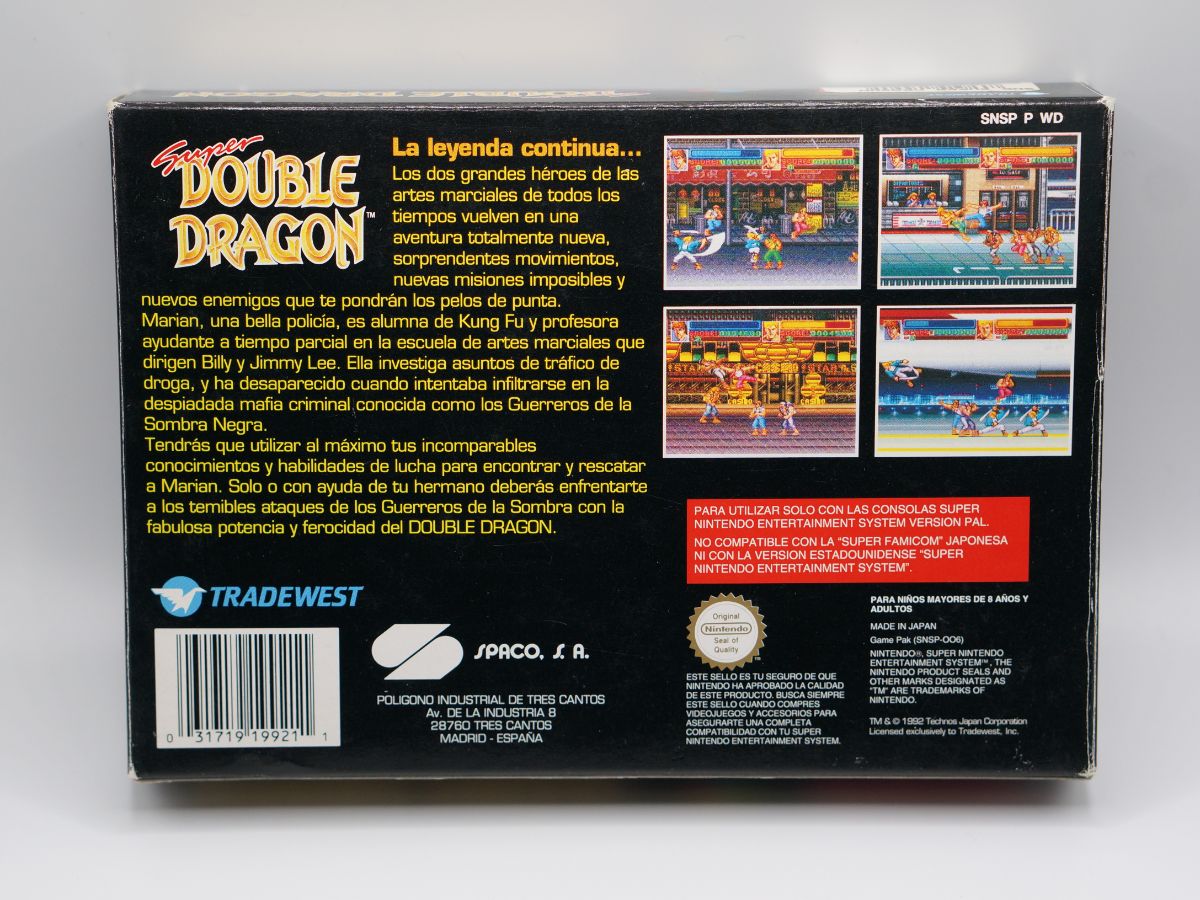 SNSP P WD
Super
DOUBLE
DRAGON™
La leyenda continua...
Los dos grandes héroes de las
artes marciales de todos los
tiempos vuelven en una
aventura totalmente nueva,
sorprendentes movimientos,
nuevas misiones imposibles y
nuevos enemigos que te pondrán los pelos de punta.
Marian, una bella policía, es alumna de Kung Fu y profesora
ayudante a tiempo parcial en la escuela de artes marciales que
dirigen Billy y Jimmy Lee. Ella investiga asuntos de tráfico de
droga, y ha desaparecido cuando intentaba infiltrarse en la
despiadada mafia criminal conocida como los Guerreros de la
Sombra Negra.
Tendrás que utilizar al máximo tus incomparables
conocimientos y habilidades de lucha para encontrar y rescatar
a Marian. Solo o con ayuda de tu hermano deberás enfrentarte
a los temibles ataques de los Guerreros de la Sombra con la
fabulosa potencia y ferocidad del DOUBLE DRAGON.
CASINO
CASINO
PARA UTILIZAR SOLO CON LAS CONSOLAS SUPER
NINTENDO ENTERTAINMENT SYSTEM VERSION PAL.
NO COMPATIBLE CON LA "SUPER FAMICOM" JAPONESA
NI CON LA VERSION ESTADOUNIDENSE "SUPER
NINTENDO ENTERTAINMENT SYSTEM".
TRADEWEST
0 31719 19921 1
SPACO, S. A.
POLIGONO INDUSTRIAL DE TRES CANTOS
Av. DE LA INDUSTRIA 8
28760 TRES CANTOS
MADRID - ESPAÑA
Original
Nintendo
Seal of
Quality
™
ESTE SELLO ES TU SEGURO DE QUE
NINTENDO HA APROBADO LA CALIDAD
DE ESTE PRODUCTO. BUSCA SIEMPRE
ESTE SELLO CUANDO COMPRES
VIDEOJUEGOS Y ACCESORIOS PARA
ASEGURARTE UNA COMPLETA
COMPATIBILIDAD CON TU SUPER
NINTENDO ENTERTAINMENT SYSTEM.
PARA NIÑOS MAYORES DE 8 AÑOS Y
ADULTOS
MADE IN JAPAN
Game Pak (SNSP-006)
NINTENDO®, SUPER NINTENDO
ENTERTAINMENT SYSTEM™, THE
NINTENDO PRODUCT SEALS AND
OTHER MARKS DESIGNATED AS
"TM" ARE TRADEMARKS OF
NINTENDO.
TM & © 1992 Technos Japan Corporation
Licensed exclusively to Tradewest, Inc.